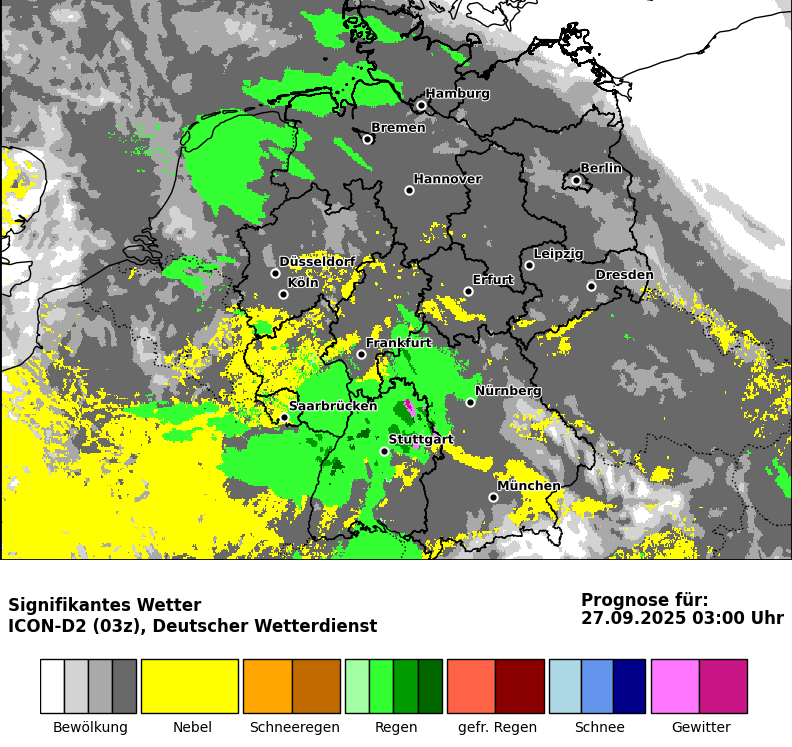 Hamburg
Bremen
Berlin
Hannover
Leipzig
Düsseldorf
Dresden
Köln
Erfurt
Frankfurt
Nürnberg
Saarbrücken
Stuttgart
München
Signifikantes Wetter
ICON-D2 (03z), Deutscher Wetterdienst
Prognose für:
27.09.2025 03:00 Uhr
Bewölkung
Nebel
Schneeregen
Regen
gefr. Regen
Schnee
Gewitter